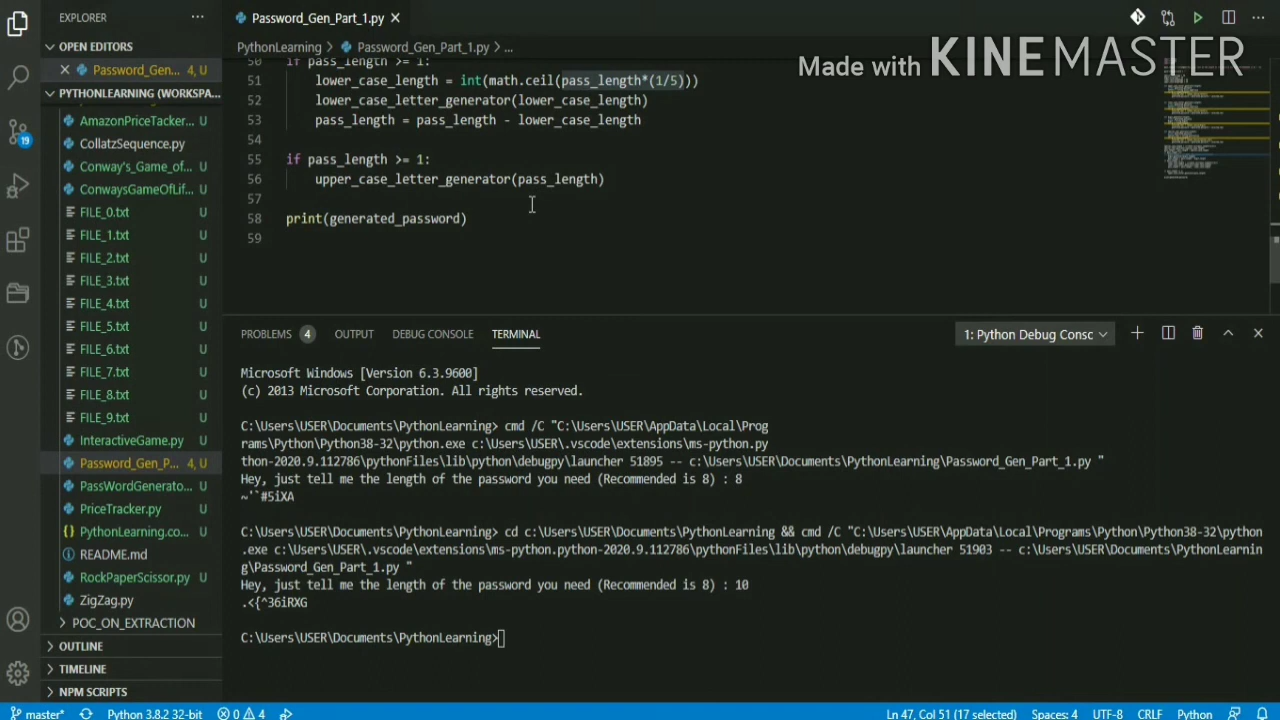 EXPLORER
Password_Gen_Part_1.py
OPEN EDITORS
Password_Gen... 4, U
PYTHONLEARNING (WORKSPA...
AmazonPriceTacker... U
CollatzSequence.py
Conway's_Game_of... U
ConwaysGameOfLif... U
FILE_0.txt U
FILE_1.txt U
FILE_2.txt U
FILE_3.txt U
FILE_4.txt U
FILE_5.txt U
FILE_6.txt U
FILE_7.txt U
FILE_8.txt U
FILE_9.txt U
InteractiveGame.py U
Password_Gen_P... 4, U
PassWordGenerato... U
PriceTracker.py U
PythonLearning.co... U
README.md
RockPaperScissor.py U
ZigZag.py
POC_ON_EXTRACTION
OUTLINE
TIMELINE
NPM SCRIPTS
19
PythonLearning > Password_Gen_Part_1.py > ...
Made with KINEMASTER
50 if pass_length >= 1:
51 lower_case_length = int(math.ceil(pass_length*(1/5)))
52 lower_case_letter_generator(lower_case_length)
53 pass_length = pass_length - lower_case_length
54
55 if pass_length >= 1:
56 upper_case_letter_generator(pass_length)
57
58 print(generated_password)
59
PROBLEMS 4 OUTPUT DEBUG CONSOLE TERMINAL 1: Python Debug Consc
Microsoft Windows [Version 6.3.9600]
(c) 2013 Microsoft Corporation. All rights reserved.
C:\Users\USER\Documents\PythonLearning> cmd /C "C:\Users\USER\AppData\Local\Prog
rams\Python\Python38-32\python.exe c:\Users\USER\.vscode\extensions\ms-python.py
thon-2020.9.112786\pythonFiles\lib\python\debugpy\launcher 51895 -- c:\Users\USER\Documents\PythonLearning\Password_Gen_Part_1.py "
Hey, just tell me the length of the password you need (Recommended is 8) : 8
~``#5iXA
C:\Users\USER\Documents\PythonLearning> cd c:\Users\USER\Documents\PythonLearning && cmd /C "C:\Users\USER\AppData\Local\Programs\Python\Python38-32\python
.exe c:\Users\USER\.vscode\extensions\ms-python.python-2020.9.112786\pythonFiles\lib\python\debugpy\launcher 51903 -- c:\Users\USER\Documents\PythonLearnin
g\Password_Gen_Part_1.py "
Hey, just tell me the length of the password you need (Recommended is 8) : 10
.<{^36iRXG
C:\Users\USER\Documents\PythonLearning>
master* Python 3.8.2 32-bit 0 4 Ln 47, Col 51 (17 selected) Spaces: 4 UTF-8 CRLF Python